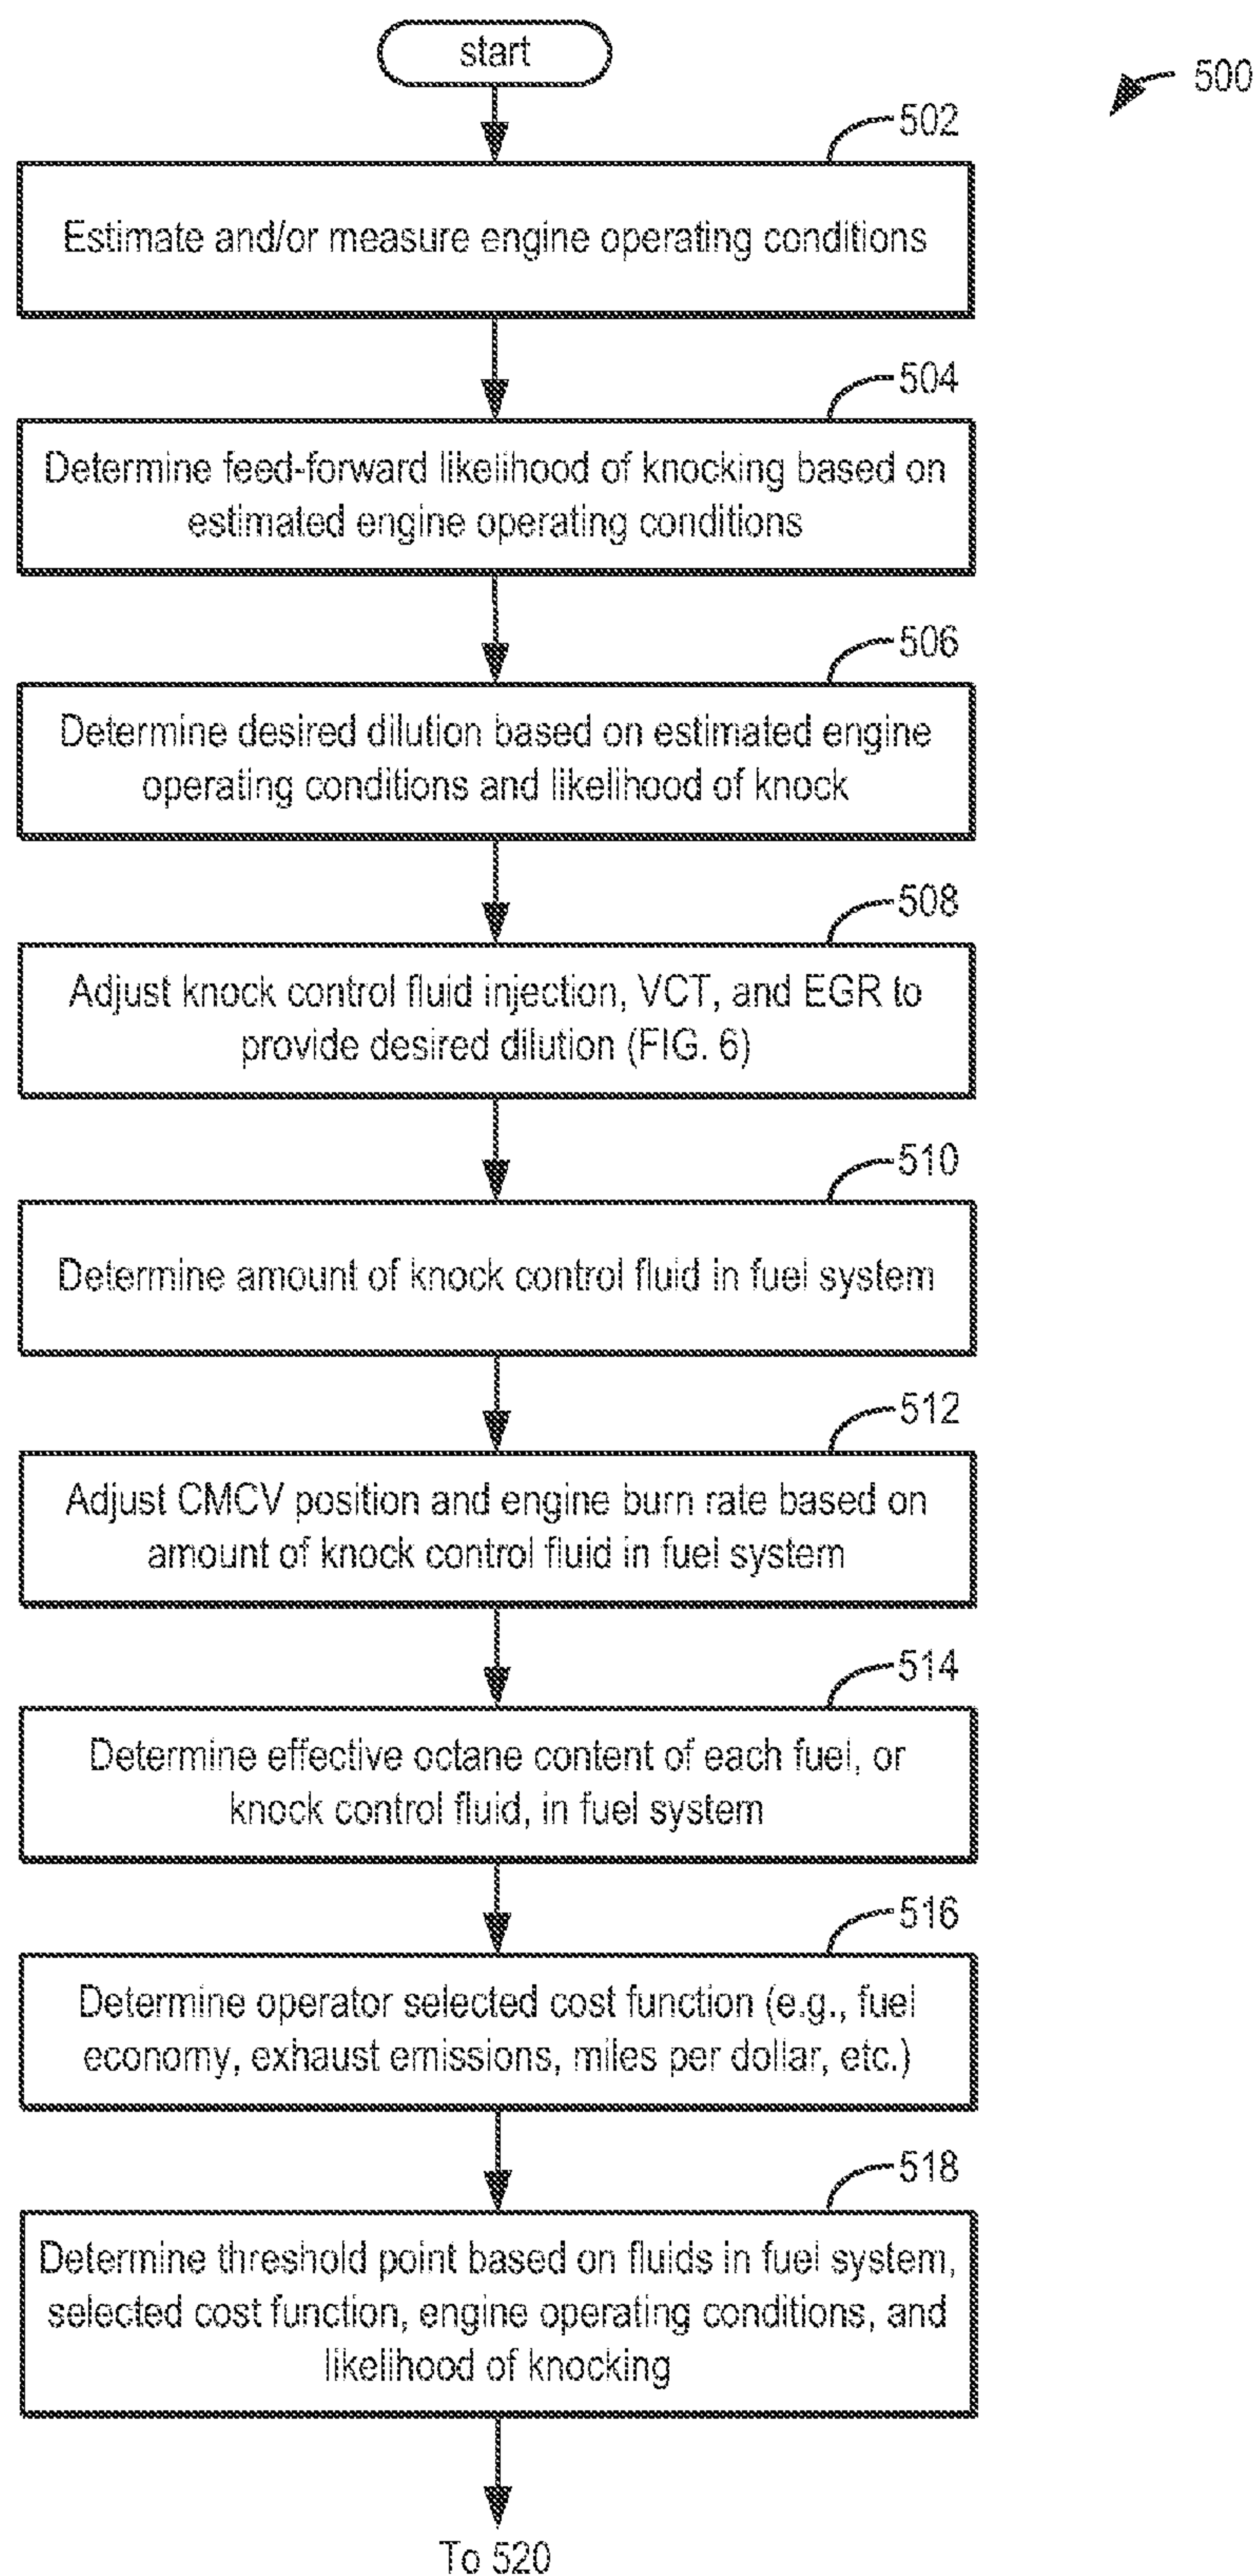 start
500
502
Estimate and/or measure engine operating conditions
504
Determine feed-forward likelihood of knocking based on
estimated engine operating conditions
506
Determine desired dilution based on estimated engine
operating conditions and likelihood of knock
508
Adjust knock control fluid injection, VCT, and EGR to
provide desired dilution (FIG. 6)
510
Determine amount of knock control fluid in fuel system
512
Adjust CMCV position and engine burn rate based on
amount of knock control fluid in fuel system
514
Determine effective octane content of each fuel, or
knock control fluid, in fuel system
516
Determine operator selected cost function (e.g., fuel
economy, exhaust emissions, miles per dollar, etc.)
518
Determine threshold point based on fluids in fuel system,
selected cost function, engine operating conditions, and
likelihood of knocking
To 520